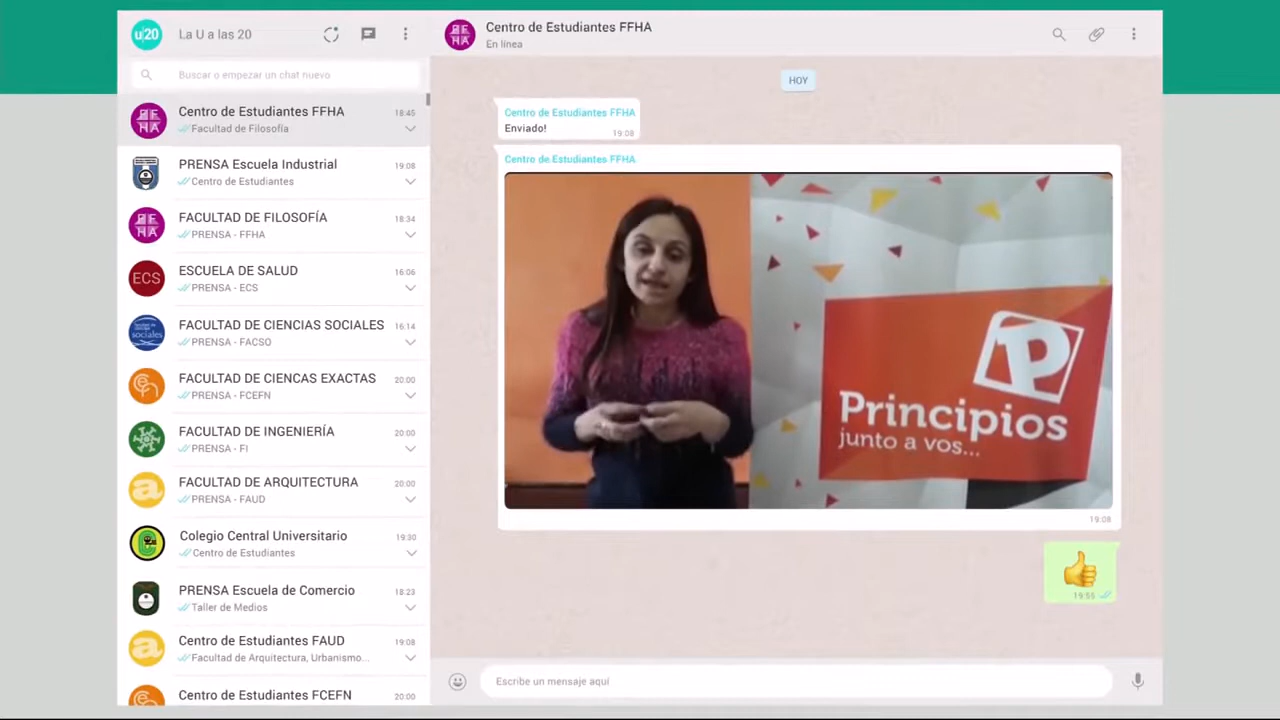 u|20
La U a las 20
Buscar o empezar un chat nuevo
Centro de Estudiantes FFHA
18:45
Facultad de Filosofía
PRENSA Escuela Industrial
19:08
Centro de Estudiantes
FACULTAD DE FILOSOFÍA
18:34
PRENSA - FFHA
ECS
ESCUELA DE SALUD
16:06
PRENSA - ECS
sociales
FACULTAD DE CIENCIAS SOCIALES
16:14
PRENSA - FACSO
FACULTAD DE CIENCAS EXACTAS
20:00
PRENSA - FCEFN
FACULTAD DE INGENIERÍA
20:00
PRENSA - FI
FACULTAD DE ARQUITECTURA
20:00
PRENSA - FAUD
Colegio Central Universitario
19:30
Centro de Estudiantes
PRENSA Escuela de Comercio
18:23
Taller de Medios
Centro de Estudiantes FAUD
19:08
Facultad de Arquitectura, Urbanismo...
Centro de Estudiantes FCEFN
20:00
Centro de Estudiantes FFHA
En línea
HOY
Centro de Estudiantes FFHA
Enviado!
19:08
Centro de Estudiantes FFHA
P
Principios
junto a vos...
19:08
19:55
Escribe un mensaje aquí